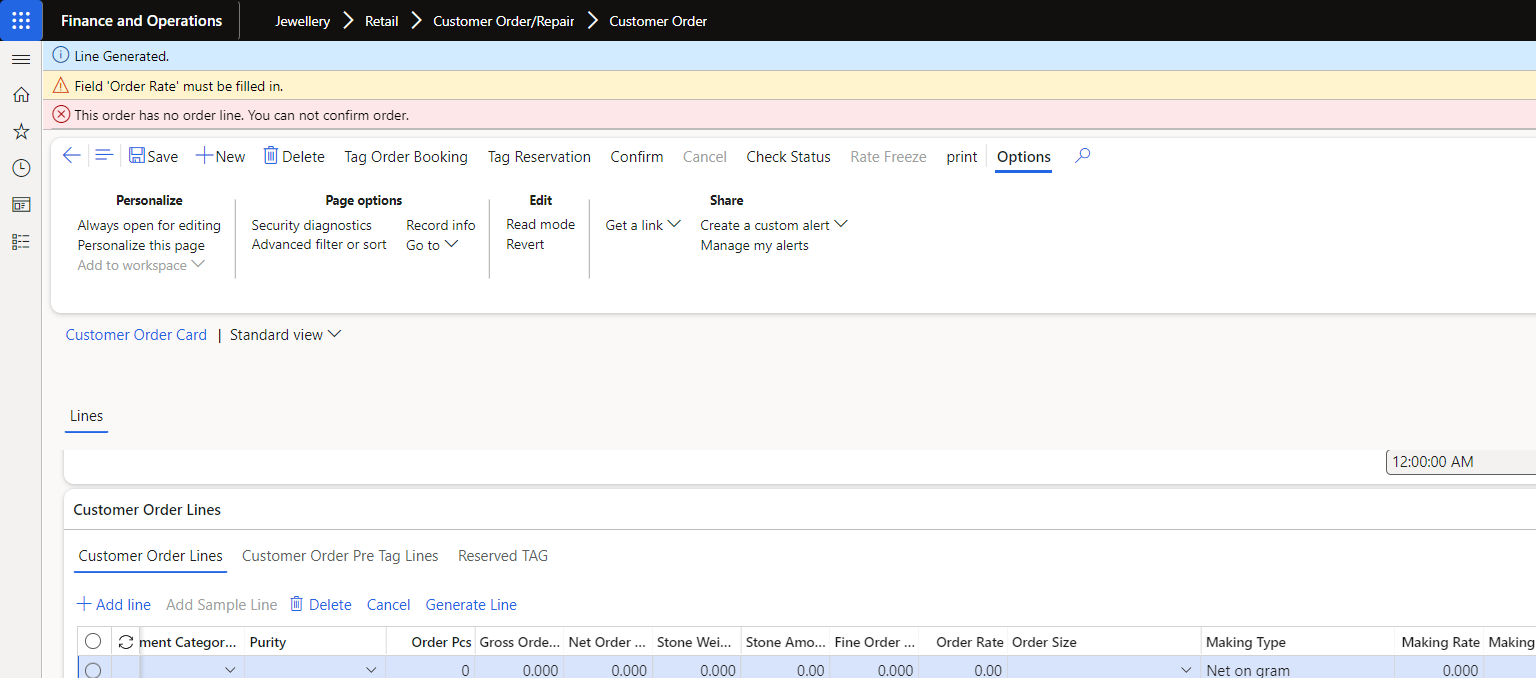 Finance and Operations Jewellery Retail Customer Order/Repair Customer Order
Line Generated.
Field 'Order Rate' must be filled in.
This order has no order line. You can not confirm order.
Save New Delete Tag Order Booking Tag Reservation Confirm Cancel Check Status Rate Freeze print Options
Personalize Page options Edit Share
Always open for editing Security diagnostics Record info Read mode Get a link Create a custom alert
Personalize this page Advanced filter or sort Go to Revert Manage my alerts
Add to workspace
Customer Order Card | Standard view
Lines
12:00:00 AM
Customer Order Lines
Customer Order Lines Customer Order Pre Tag Lines Reserved TAG
Add line Add Sample Line Delete Cancel Generate Line
ment Categor... Purity Order Pcs Gross Orde... Net Order ... Stone Wei... Stone Amo... Fine Order ... Order Rate Order Size Making Type Making Rate Making
0 0.000 0.000 0.000 0.00 0.000 0.00 Net on gram 0.000